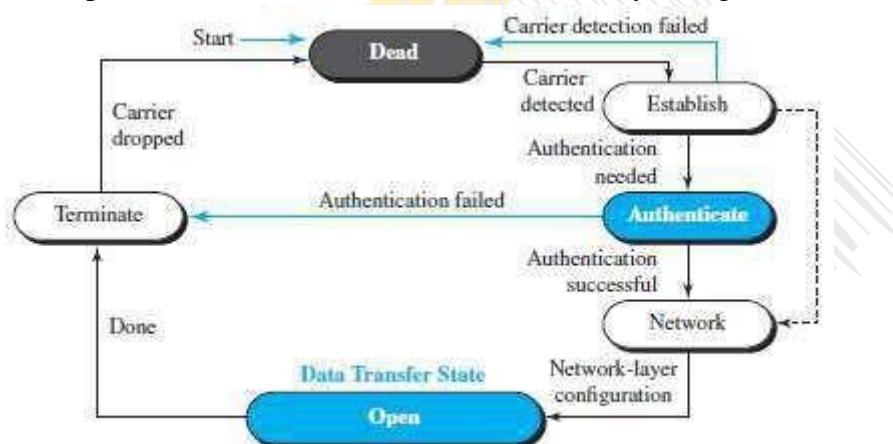 Start
Dead
Carrier detection failed
Carrier
detected
Establish
Carrier
dropped
Authentication
needed
Terminate
Authentication failed
Authenticate
Authentication
successful
Network
Done
Data Transfer State
Network-layer
configuration
Open